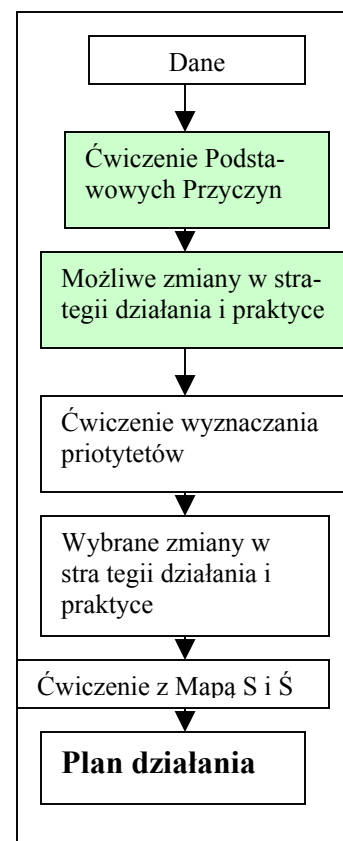 Dane
Ćwiczenie Podsta-
wowych Przyczyn
Możliwe zmiany w stra-
tegii działania i praktyce
Ćwiczenie wyznaczania
priotytetów
Wybrane zmiany w
stra tegii działania i
praktyce
Ćwiczenie z Mapą S i Ś
Plan działania